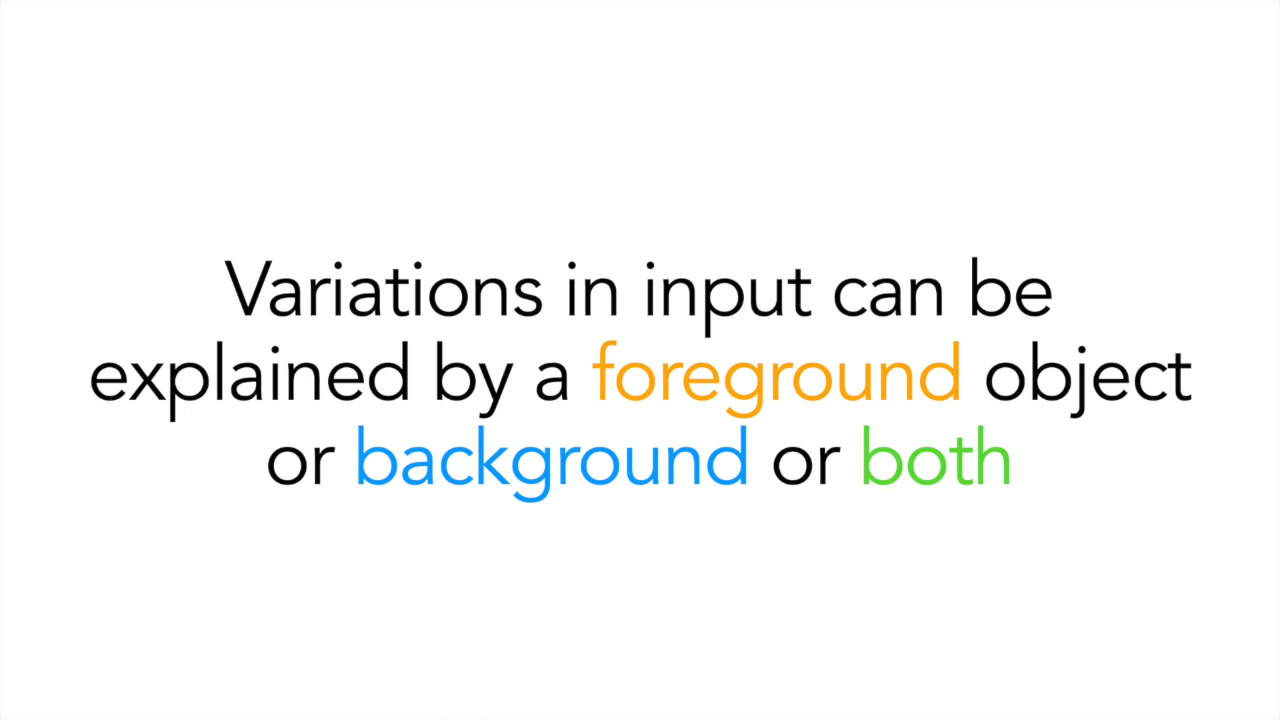 Variations in input can be
explained by a foreground object
or background or both